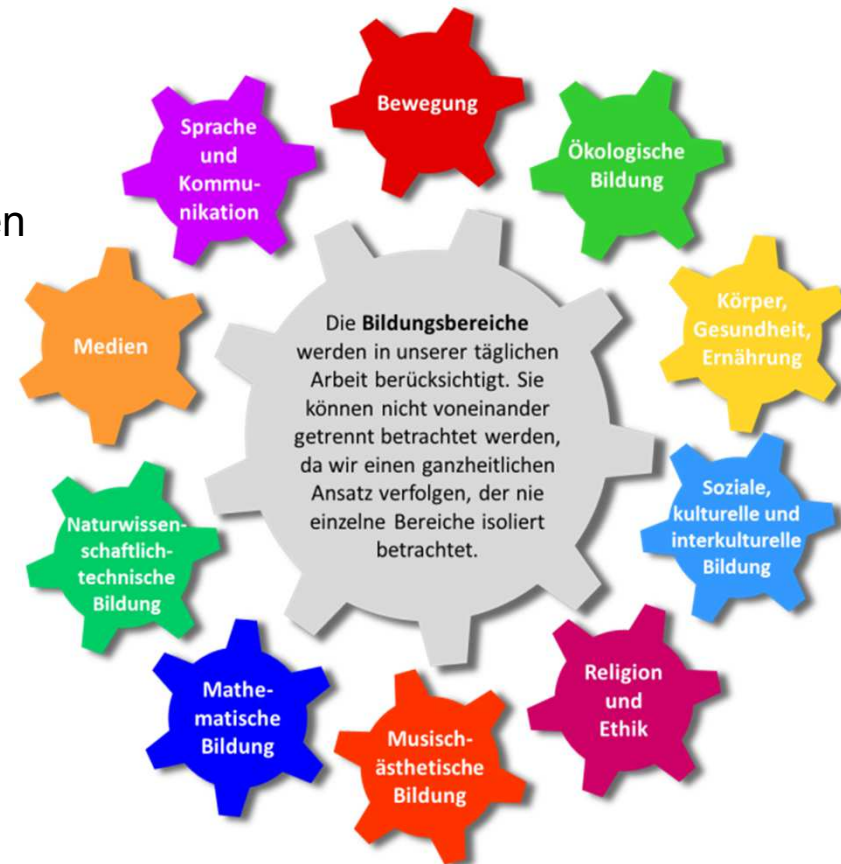 en
Bewegung
Ökologische
Bildung
Körper,
Gesundheit,
Ernährung
Soziale,
kulturelle und
interkulturelle
Bildung
Religion
und
Ethik
Musisch-
ästhetische
Bildung
Mathe-
matische
Bildung
Naturwissen-
schaftlich-
technische
Bildung
Medien
Sprache
und
Kommu-
nikation
Die Bildungsbereiche
werden in unserer täglichen
Arbeit berücksichtigt. Sie
können nicht voneinander
getrennt betrachtet werden,
da wir einen ganzheitlichen
Ansatz verfolgen, der nie
einzelne Bereiche isoliert
betrachtet.